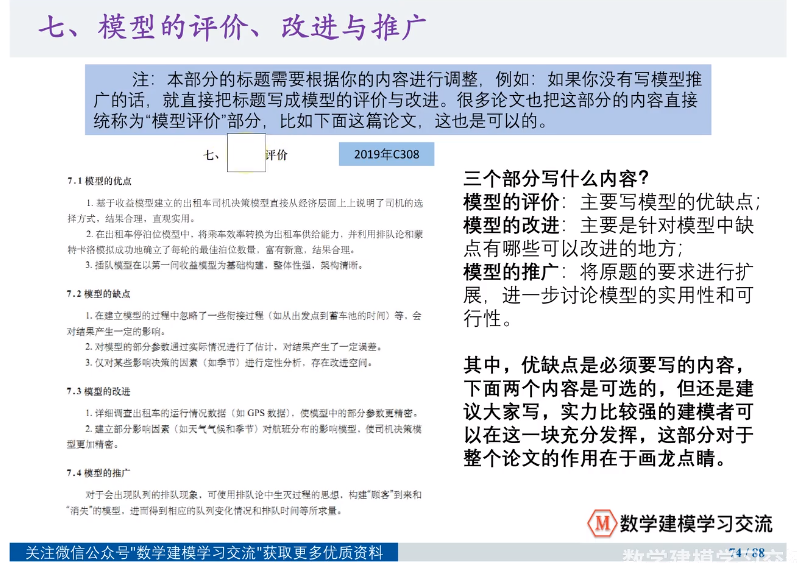 七、模型的评价、改进与推广
注：本部分的标题需要根据你的内容进行调整，例如：如果你没有写模型推
广的话，就直接把标题写成模型的评价与改进。很多论文也把这部分的内容直接
统称为“模型评价”部分，比如下面这篇论文，这也是可以的。
七、 评价
2019年C308
7.1 模型的优点
1. 基于收益模型建立的出租车司机决策模型直接从经济层面上上说明了司机的选
择方式，结果合理、直观实用。
2. 在出租车停泊位模型中，将乘车效率转换为出租车供给能力，并利用排队论和蒙
特卡洛模拟成功地确立了每轮的最佳泊位数量，富有新意，结果合理。
3. 插队模型在以第一问收益模型为基础构建，整体性强、架构清晰。
7.2 模型的缺点
1. 在建立模型的过程中忽略了一些衔接过程（如从出发点到蓄车池的时间）等，会
对结果产生一定的影响。
2. 对模型的部分参数通过实际情况进行了估计，对结果产生了一定误差。
3. 仅对某些影响决策的因素（如季节）进行定性分析，存在改进空间。
7.3 模型的改进
1. 详细调查出租车的运行情况数据（如 GPS 数据），使模型中的部分参数更精密。
2. 建立部分影响因素（如天气气候和季节）对航班分布的影响模型，使司机决策模
型更加精密。
7.4 模型的推广
对于会出现队列的排队现象，可使用排队论中生灭过程的思想，构建“顾客”到来和
“消失”的模型，进而得到相应的队列变化情况和排队时间等所求量。
三个部分写什么内容？
模型的评价：主要写模型的优缺点；
模型的改进：主要是针对模型中缺
点有哪些可以改进的地方；
模型的推广：将原题的要求进行扩
展，进一步讨论模型的实用性和可
行性。
其中，优缺点是必须要写的内容，
下面两个内容是可选的，但还是建
议大家写，实力比较强的建模者可
以在这一块充分发挥，这部分对于
整个论文的作用在于画龙点睛。
M 数学建模学习交流
关注微信公众号"数学建模学习交流"获取更多优质资料
74 / 88
数学建模学习交流